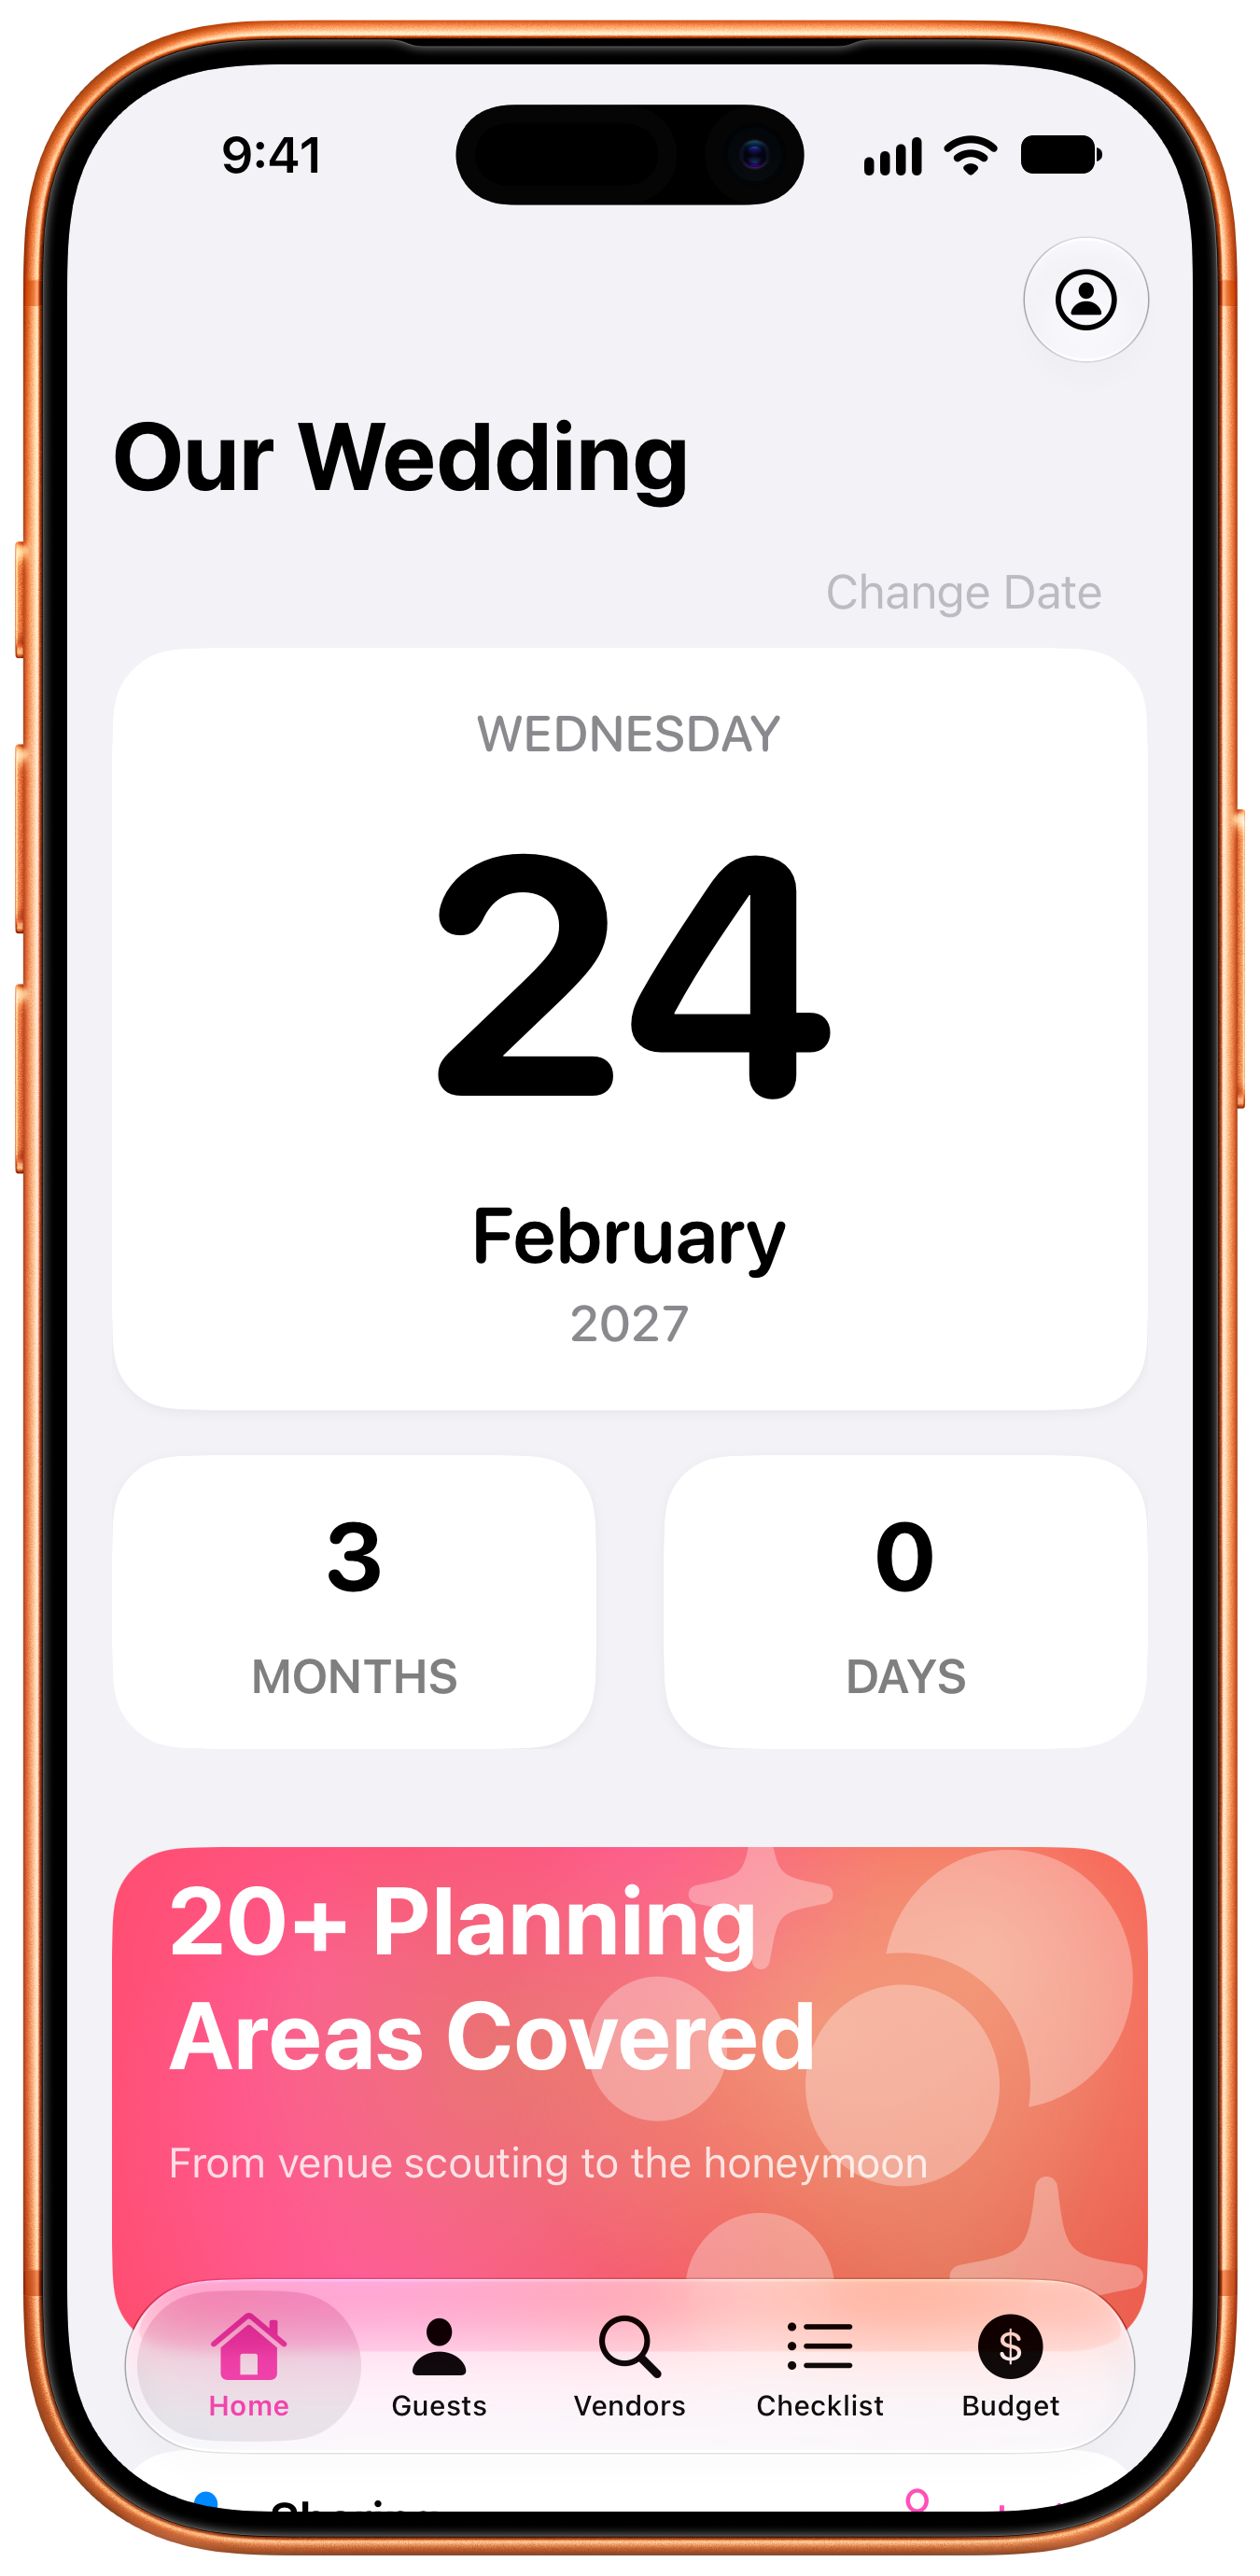 9:41
Our Wedding
Change Date
WEDNESDAY
24
February
2027
3
MONTHS
0
DAYS
20+ Planning
Areas Covered
From venue scouting to the honeymoon
$
Home Guests Vendors Checklist Budget